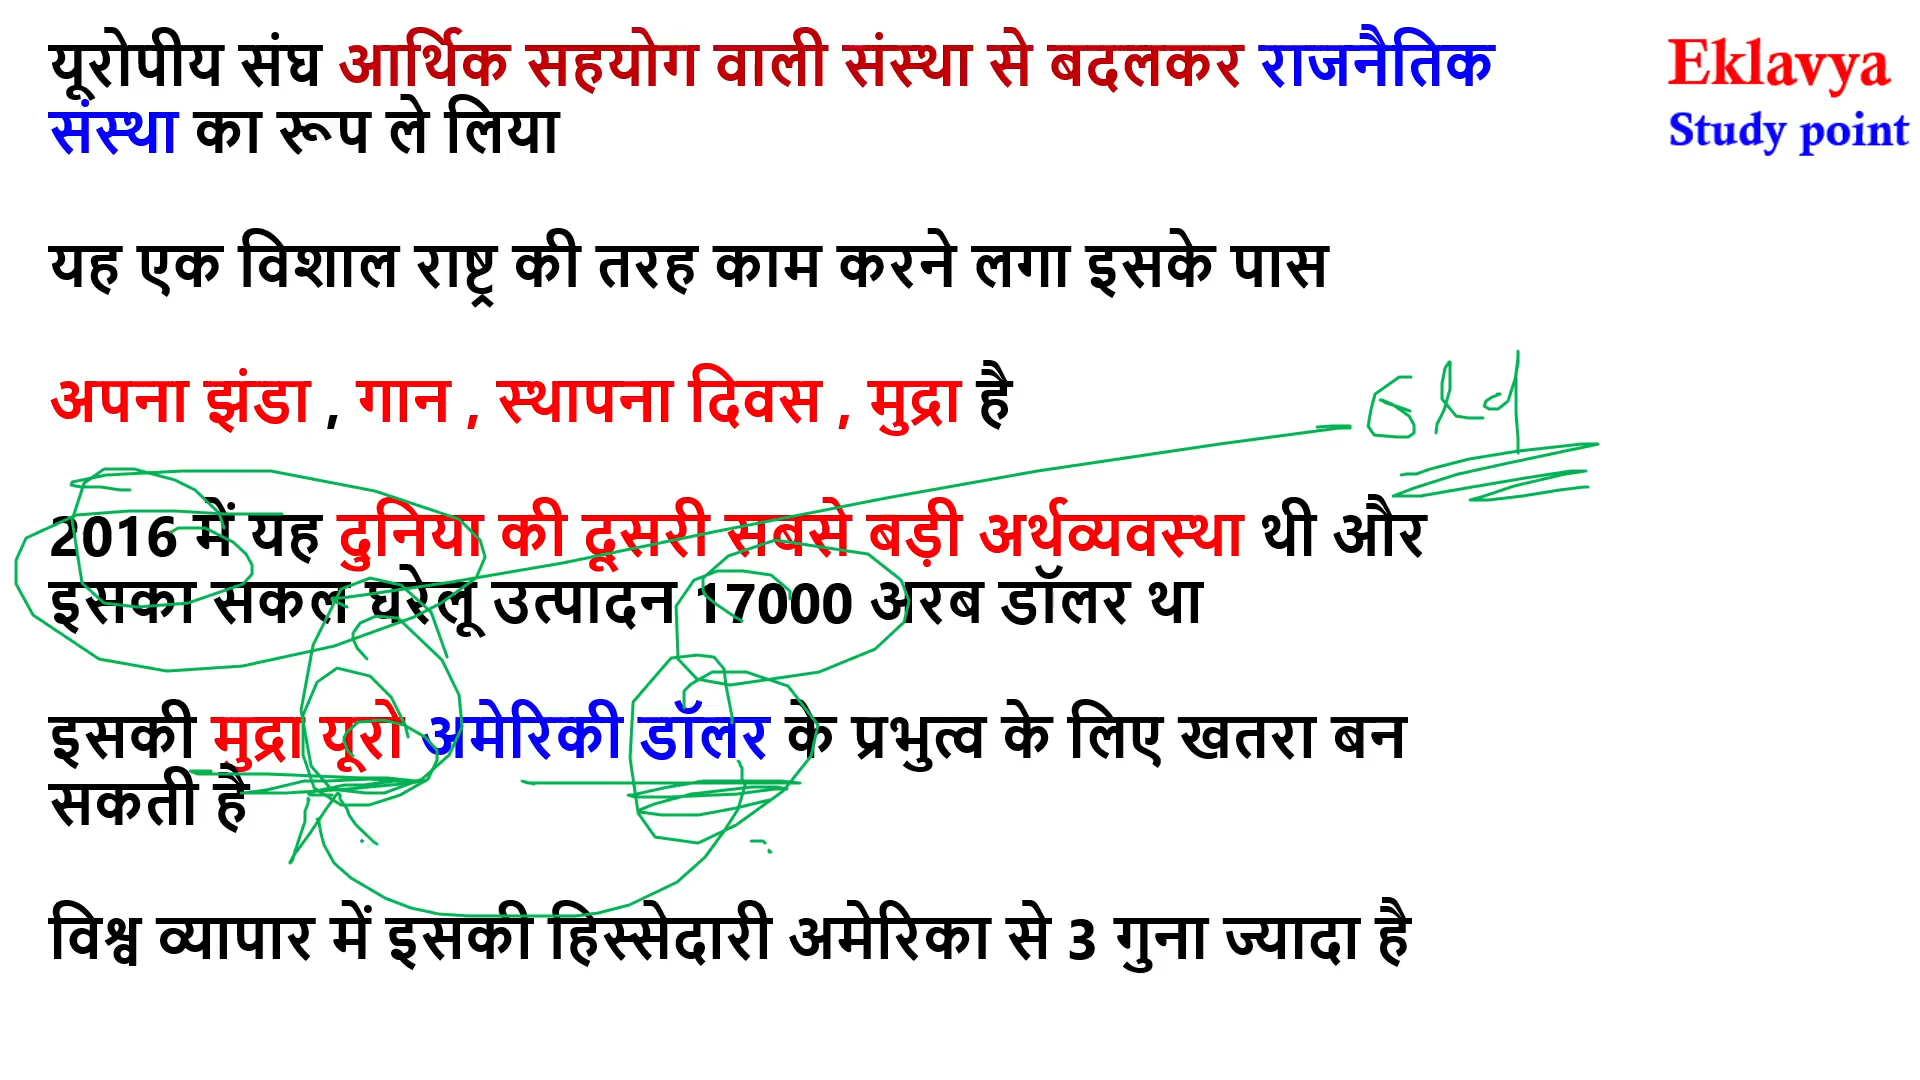 यूरोपीय संघ आर्थिक सहयोग वाली संस्था से बदलकर राजनैतिक
संस्था का रूप ले लिया
Eklavya
Study point
यह एक विशाल राष्ट्र की तरह काम करने लगा इसके पास
अपना झंडा , गान , स्थापना दिवस , मुद्रा है
2016 में यह दुनिया की दूसरी सबसे बड़ी अर्थव्यवस्था थी और
इसका सकल घरेलू उत्पादन 17000 अरब डॉलर था
इसकी मुद्रा यूरो अमेरिकी डॉलर के प्रभुत्व के लिए खतरा बन
सकती है
विश्व व्यापार में इसकी हिस्सेदारी अमेरिका से 3 गुना ज्यादा है